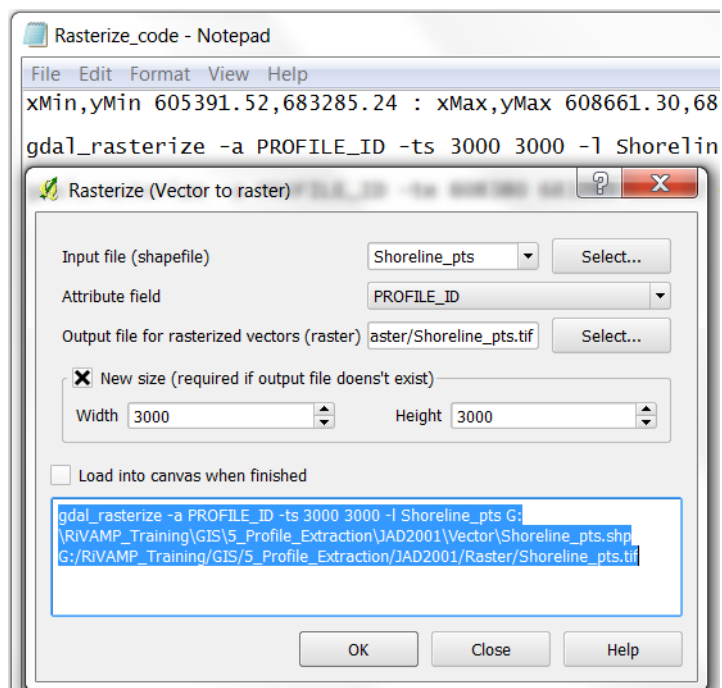 Rasterize_code - Notepad
File Edit Format View Help
xMin,yMin 605391.52,683285.24 : xMax,yMax 608661.30,68
gdal_rasterize -a PROFILE_ID -ts 3000 3000 -l Shorelin
Rasterize (Vector to raster)
Input file (shapefile) Shoreline_pts Select...
Attribute field PROFILE_ID
Output file for rasterized vectors (raster) aster/Shoreline_pts.tif Select...
New size (required if output file doens't exist)
Width 3000 Height 3000
Load into canvas when finished
gdal_rasterize -a PROFILE_ID -ts 3000 3000 -l Shoreline_pts G:
\RiVAMP_Training\GIS\5_Profile_Extraction\JAD2001\Vector\Shoreline_pts.shp
G:/RiVAMP_Training/GIS/5_Profile_Extraction/JAD2001/Raster/Shoreline_pts.tif
OK Close Help